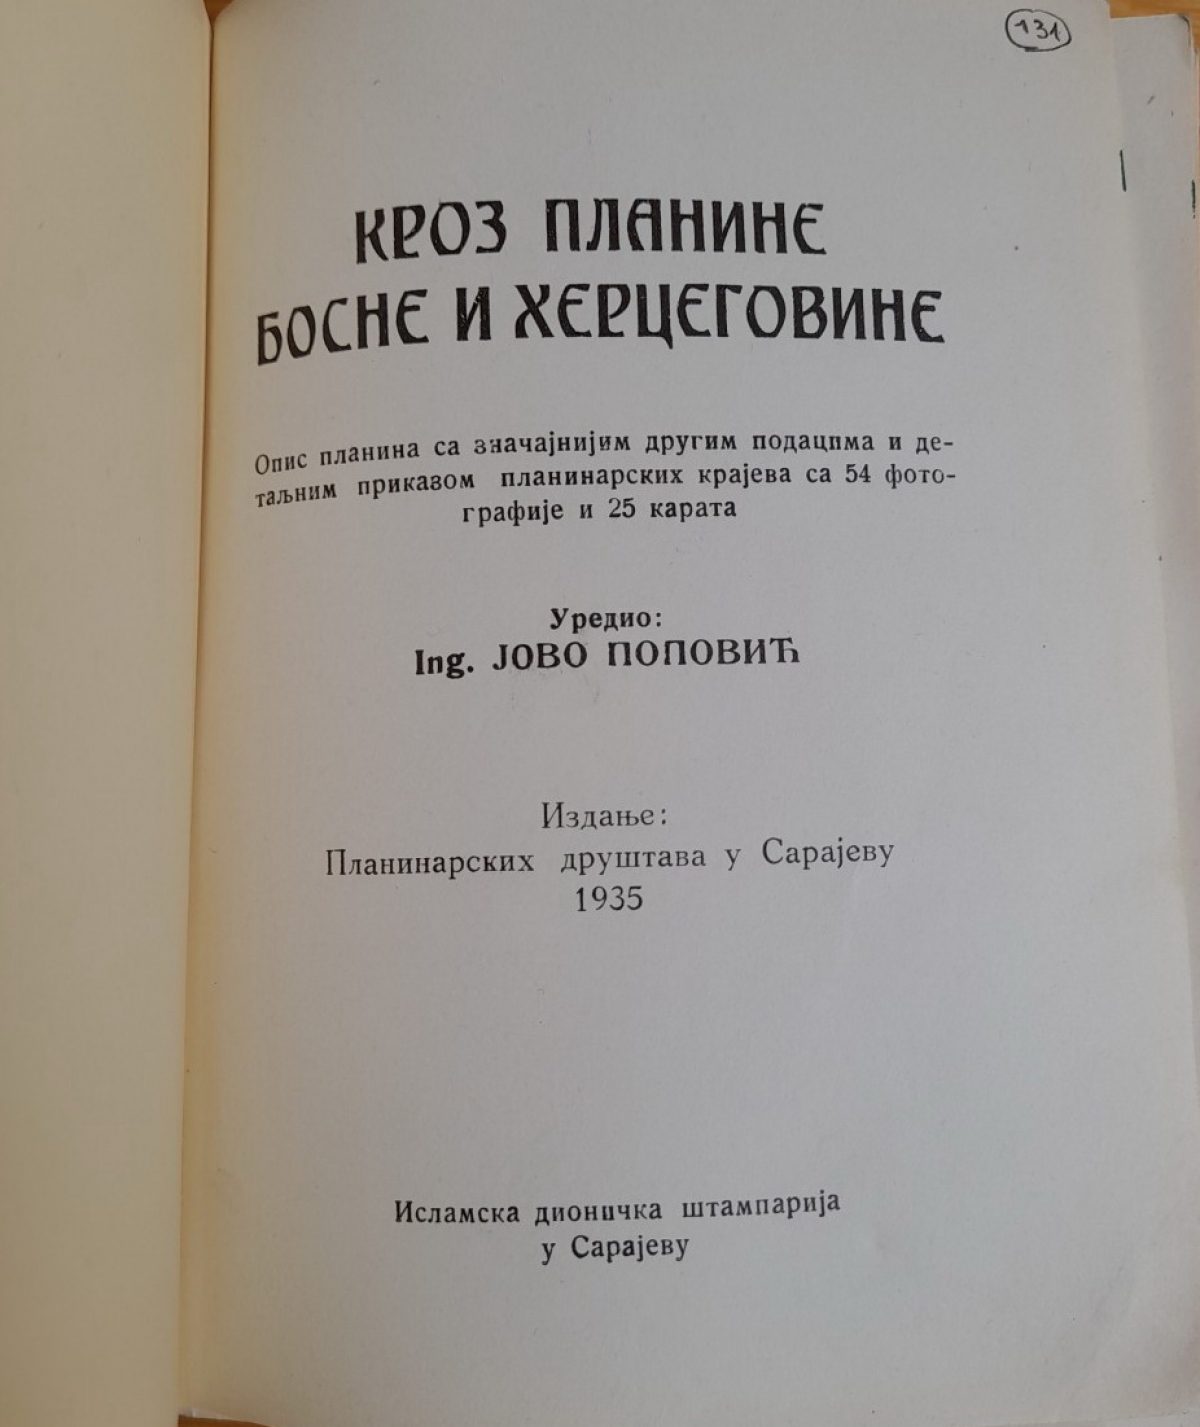 131
КРОЗ ПЛАНИНЕ
БОСНЕ И ХЕРЦЕГОВИНЕ
Опис планина са значајнијим другим подацима и де-
таљним приказом планинарских крајева са 54 фото-
графије и 25 карата
Уредио:
Ing. ЈОВО ПОПОВИЋ
Издање:
Планинарских друштава у Сарајеву
1935
Исламска дионичка штампарија
у Сарајеву